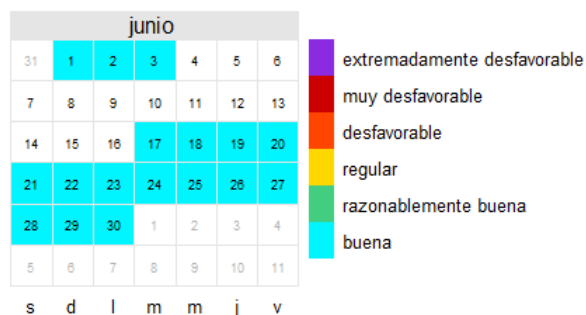 junio
31 1 2 3 4 5 6
7 8 9 10 11 12 13
14 15 16 17 18 19 20
21 22 23 24 25 26 27
28 29 30 1 2 3 4
5 6 7 8 9 10 11
s d l m m j v
extremadamente desfavorable
muy desfavorable
desfavorable
regular
razonablemente buena
buena